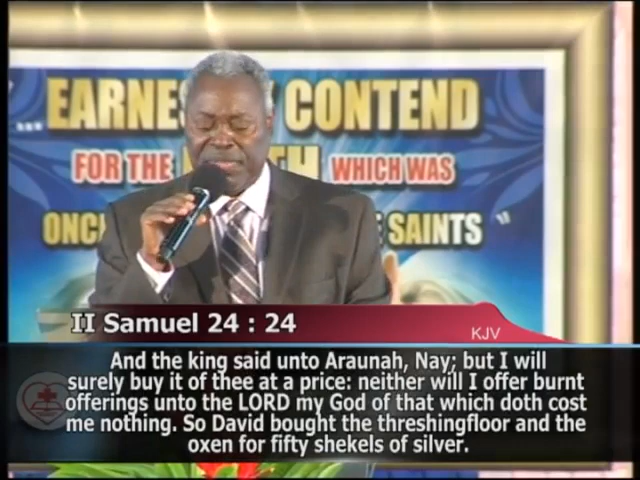 ...EARNES CONTEND
FOR THE WHICH WAS
ONC SAINTS "
II Samuel 24 : 24
KJV
And the king said unto Araunah, Nay; but I will
surely buy it of thee at a price: neither will I offer burnt
offerings unto the LORD my God of that which doth cost
me nothing. So David bought the threshingfloor and the
oxen for fifty shekels of silver.